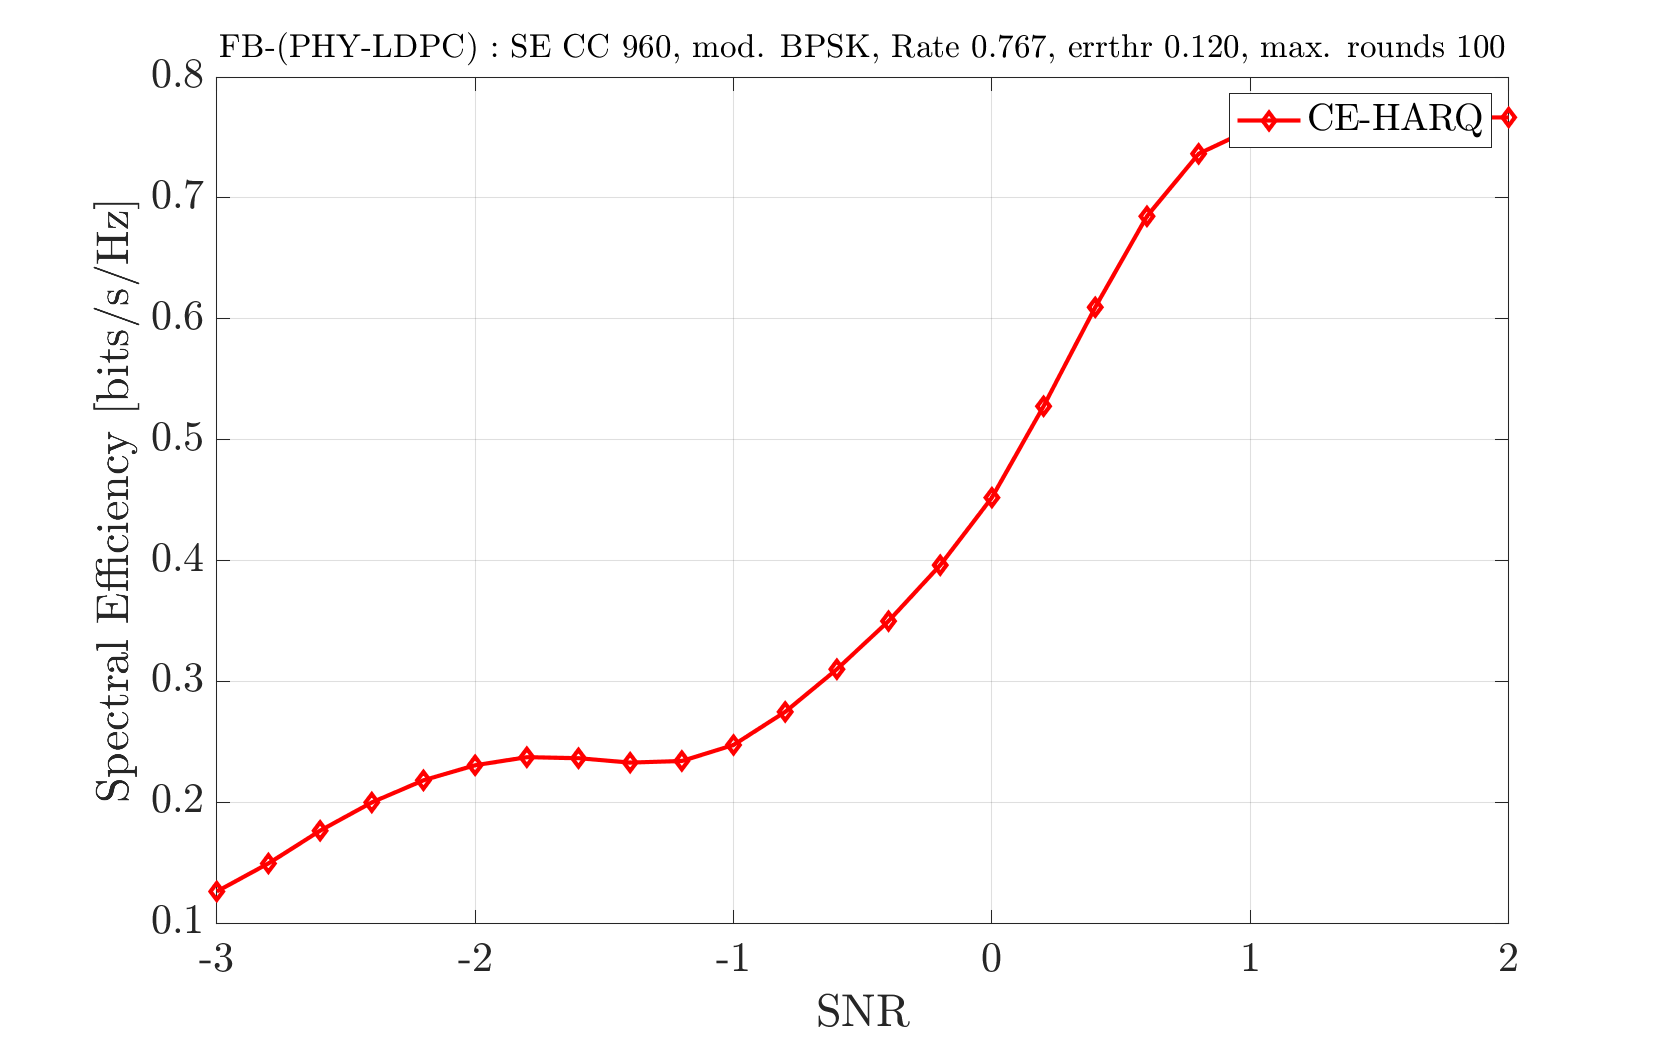 FB-(PHY-LDPC) : SE CC 960, mod. BPSK, Rate 0.767, errthr 0.120, max. rounds 100
CE-HARQ
Spectral Efficiency [bits/s/Hz]
0.8
0.7
0.6
0.5
0.4
0.3
0.2
0.1
-3 -2 -1 0 1 2
SNR